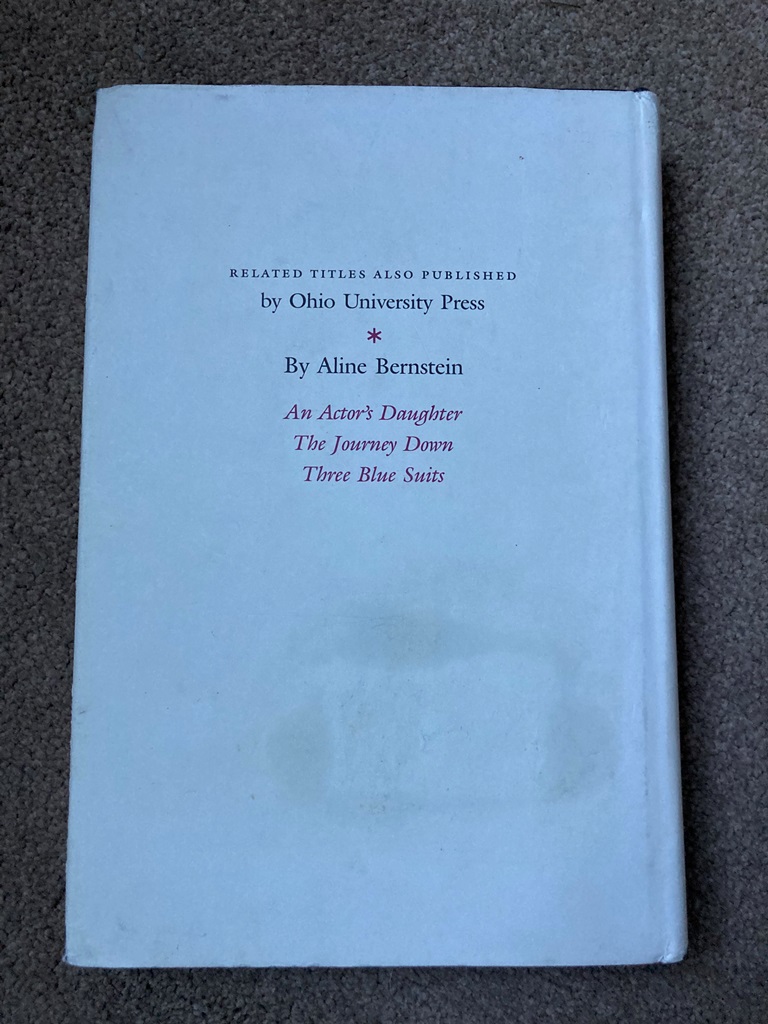 RELATED TITLES ALSO PUBLISHED
by Ohio University Press
*
By Aline Bernstein
An Actor's Daughter
The Journey Down
Three Blue Suits